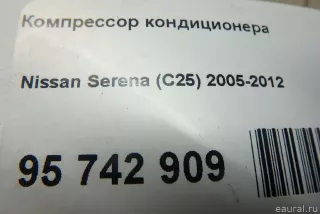 Компрессор кондиционера
Nissan Serena (C25) 2005-2012
95 742 909
eaural.ru